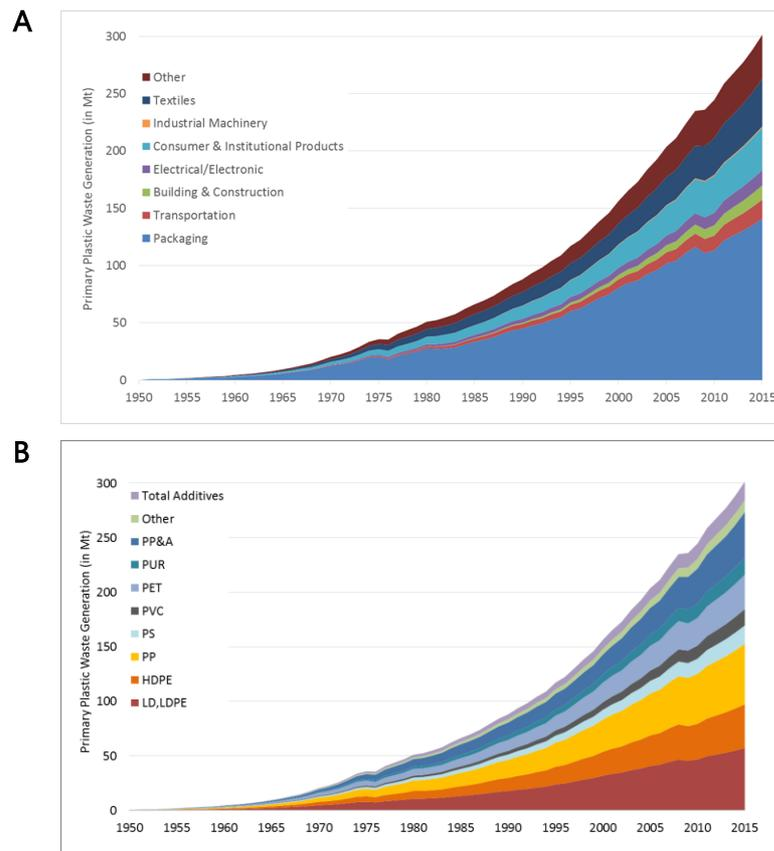 A
Primary Plastic Waste Generation (in Mt)
300
250
200
150
100
50
0
Other
Textiles
Industrial Machinery
Consumer & Institutional Products
Electrical/Electronic
Building & Construction
Transportation
Packaging
1950 1955 1960 1965 1970 1975 1980 1985 1990 1995 2000 2005 2010 2015
B
Primary Plastic Waste Generation (in Mt)
300
250
200
150
100
50
0
Total Additives
Other
PP&A
PUR
PET
PVC
PS
PP
HDPE
LD,LDPE
1950 1955 1960 1965 1970 1975 1980 1985 1990 1995 2000 2005 2010 2015